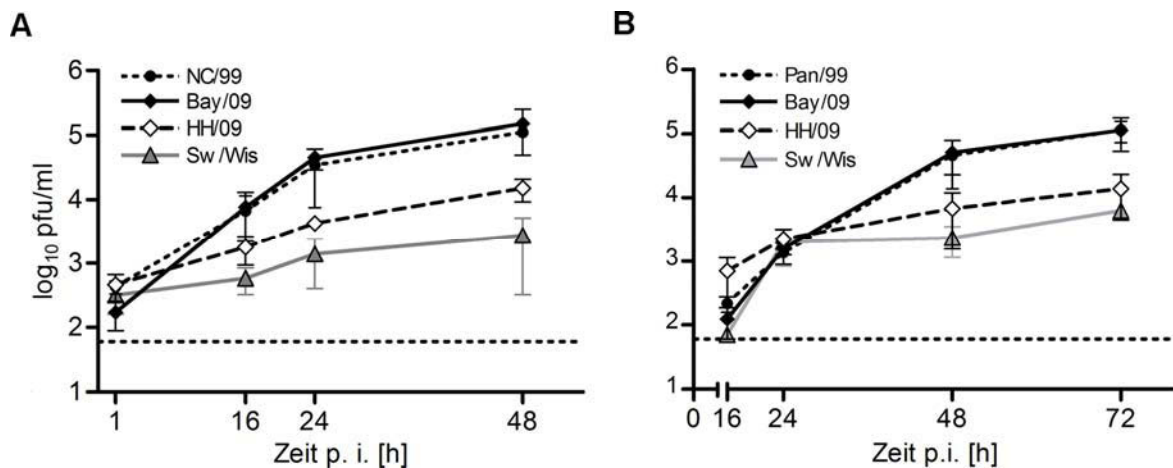 A
NC/99
Bay/09
HH/09
Sw/Wis
log10 pfu/ml
6
5
4
3
2
1
1
16
24
48
Zeit p. i. [h]
B
Pan/99
Bay/09
HH/09
Sw/Wis
6
5
4
3
2
1
0
16
24
48
72
Zeit p.i. [h]